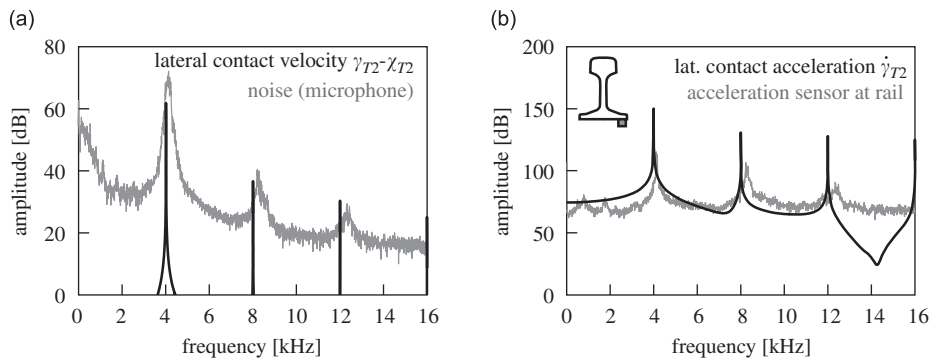 (a)
80
60
40
20
0
amplitude [dB]
lateral contact velocity γT2-χT2
noise (microphone)
0 2 4 6 8 10 12 14 16
frequency [kHz]
(b)
200
150
100
50
0
amplitude [dB]
lat. contact acceleration γ̇T2
acceleration sensor at rail
0 2 4 6 8 10 12 14 16
frequency [kHz]